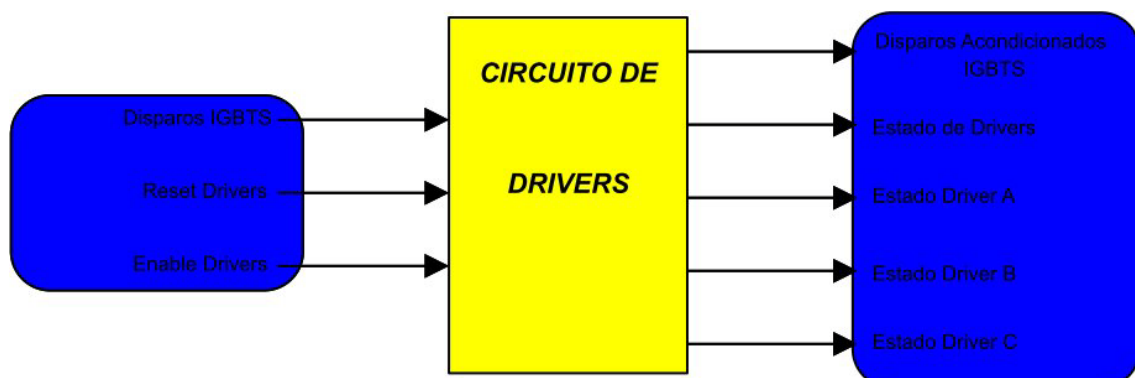 Disparos IGBTS
Reset Drivers
Enable Drivers
CIRCUITO DE
DRIVERS
Disparos Acondicionados
IGBTS
Estado de Drivers
Estado Driver A
Estado Driver B
Estado Driver C